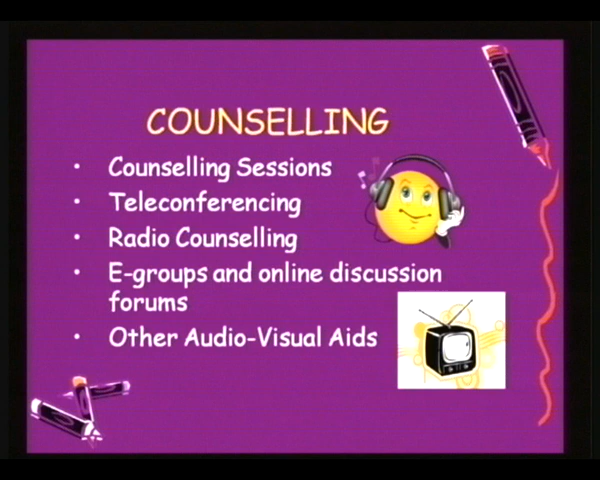 COUNSELLING
• Counselling Sessions
• Teleconferencing
• Radio Counselling
• E-groups and online discussion
forums
• Other Audio-Visual Aids